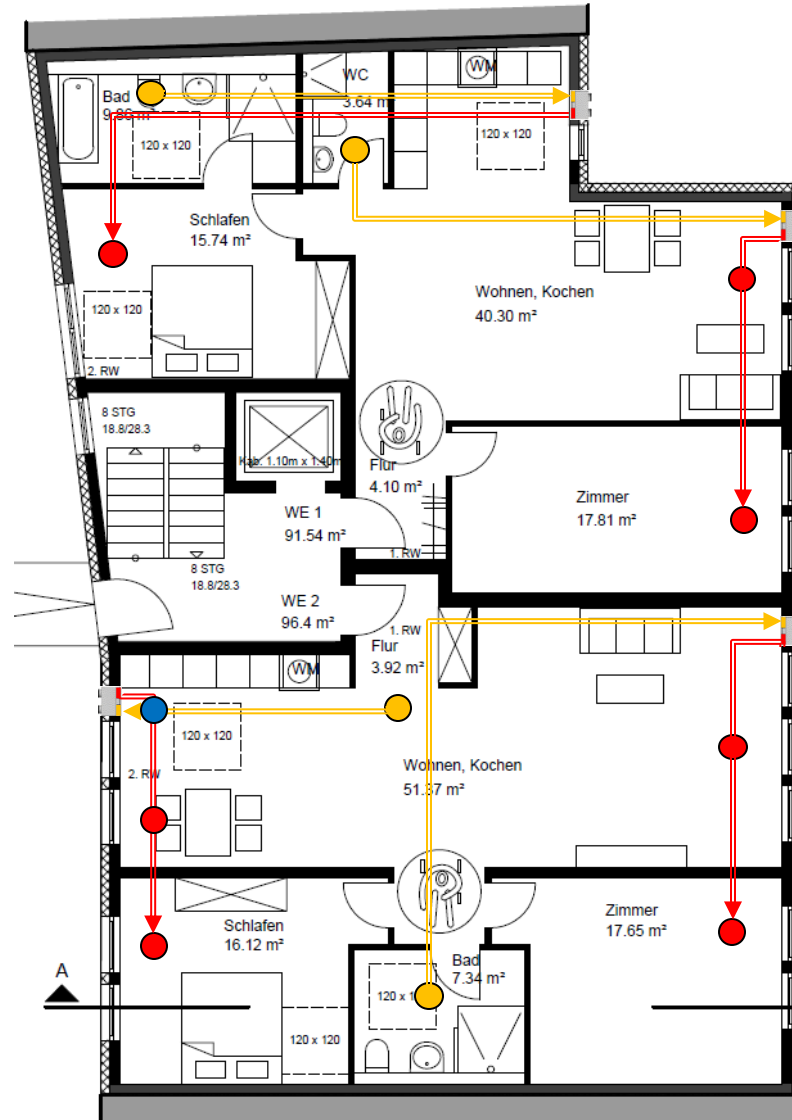 WM
WC
3.64 m
Bad
9.86 m²
120 x 120
120 x 120
Schlafen
15.74 m²
Wohnen, Kochen
40.30 m²
120 x 120
2. RW
8 STG
18.8/28.3
Kab. 1.10m x 1.40m
Flur
4.10 m²
Zimmer
17.81 m²
WE 1
91.54 m²
1. RW
8 STG
18.8/28.3
WE 2
96.4 m²
1. RW
Flur
3.92 m²
WM
120 x 120
Wohnen, Kochen
51.37 m²
2. RW
Schlafen
16.12 m²
Zimmer
17.65 m²
Bad
7.34 m²
A
120 x 1
120 x 120